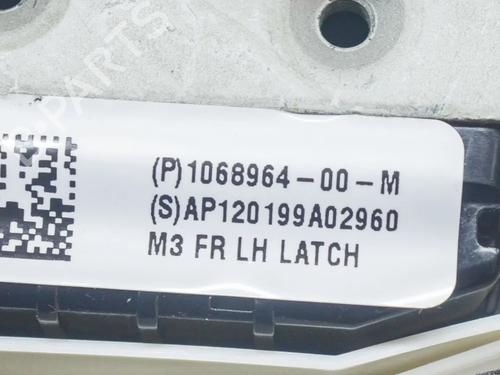 (P)1068964-00-M
(S)AP120199A02960
M3 FR LH LATCH